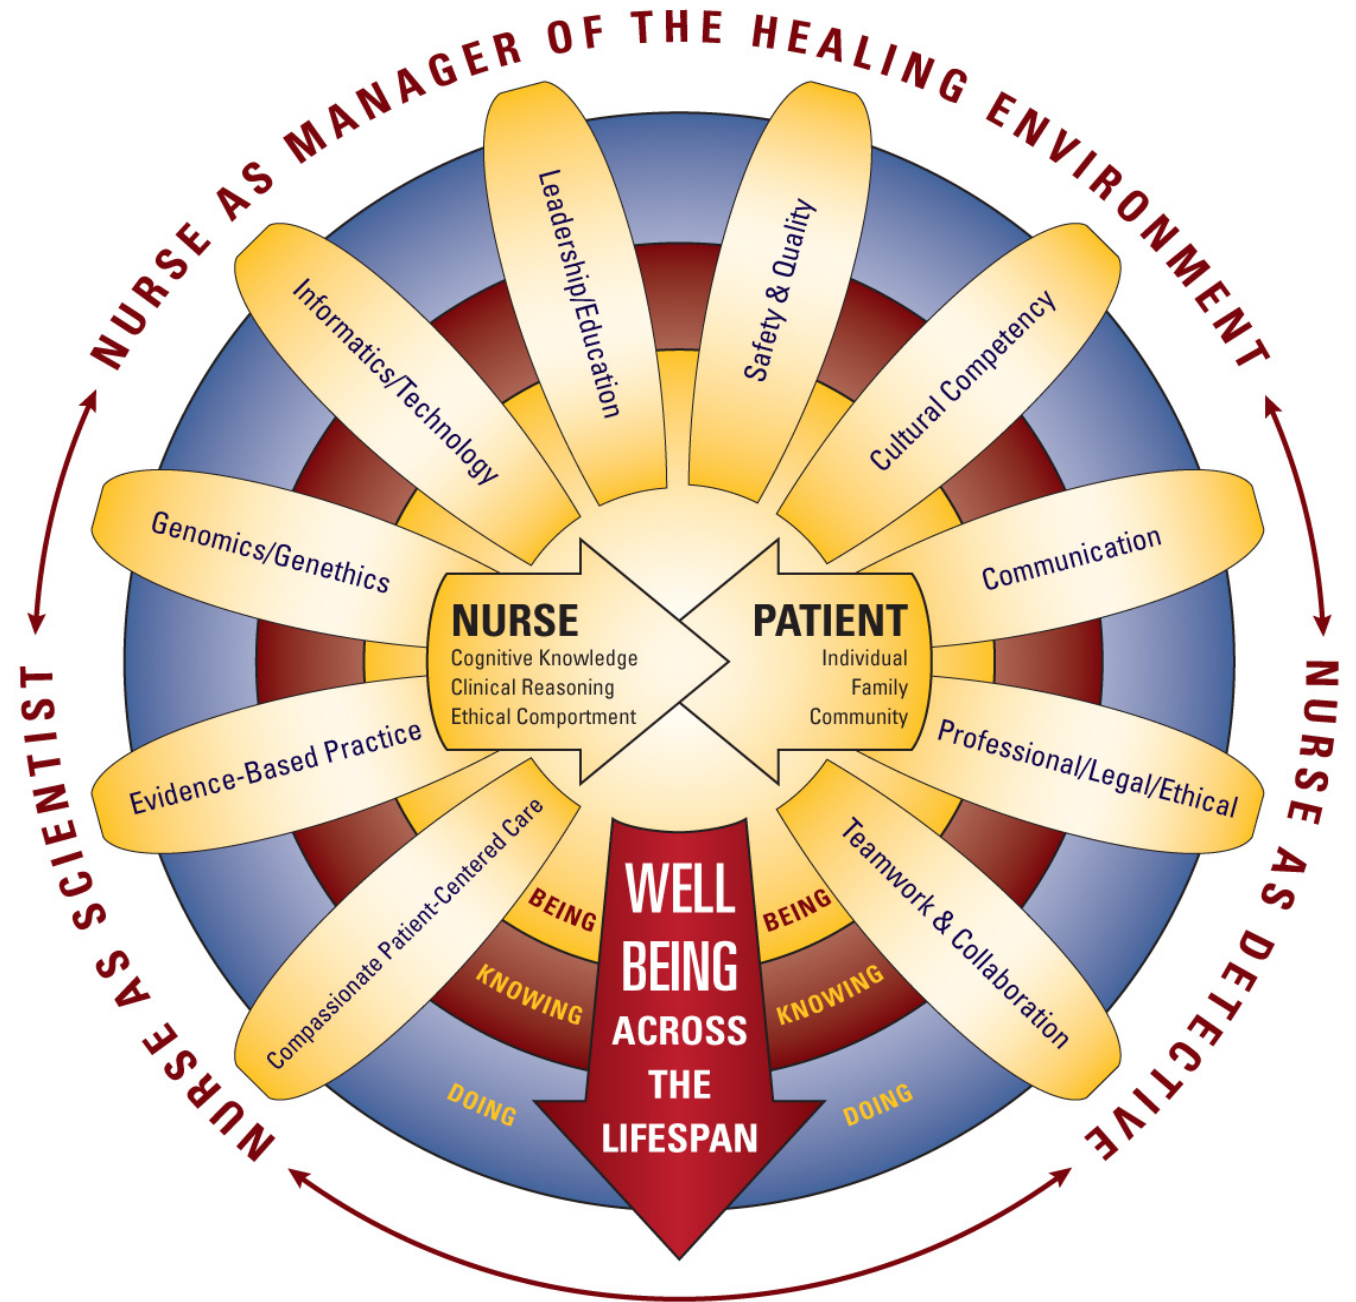 NURSE AS MANAGER OF THE HEALING ENVIRONMENT
Leadership/Education
Safety & Quality
Informatics/Technology
Cultural Competency
Genomics/Genethics
Communication
NURSE
Cognitive Knowledge
Clinical Reasoning
Ethical Comportment
PATIENT
Individual
Family
Community
Evidence-Based Practice
Professional/Legal/Ethical
Compassionate Patient-Centered Care
Teamwork & Collaboration
NURSE AS SCIENTIST
NURSE AS DETECTIVE
BEING
KNOWING
DOING
WELL
BEING
ACROSS
THE
LIFESPAN
BEING
KNOWING
DOING